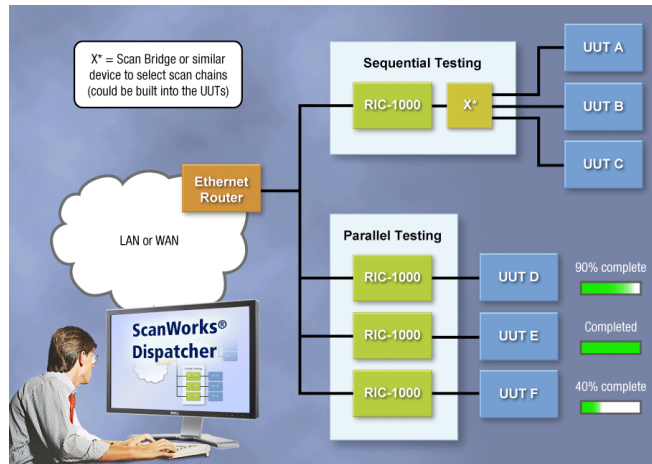 X* = Scan Bridge or similar
device to select scan chains
(could be built into the UUTs)
Sequential Testing
RIC-1000
X*
UUT A
UUT B
UUT C
Ethernet
Router
LAN or WAN
Parallel Testing
RIC-1000
UUT D
90% complete
RIC-1000
UUT E
Completed
RIC-1000
UUT F
40% complete
ScanWorks®
Dispatcher